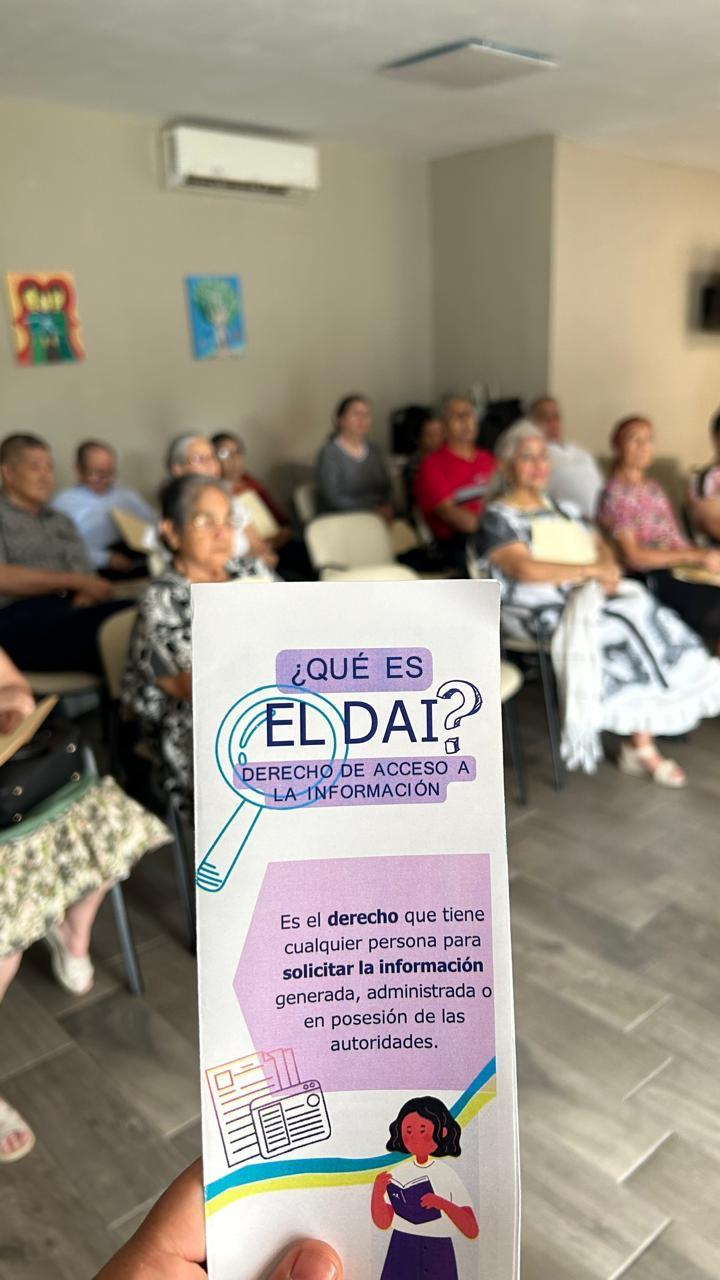 ¿QUÉ ES
EL DAI?
DERECHO DE ACCESO A
LA INFORMACIÓN
Es el derecho que tiene
cualquier persona para
solicitar la información
generada, administrada o
en posesión de las
autoridades.